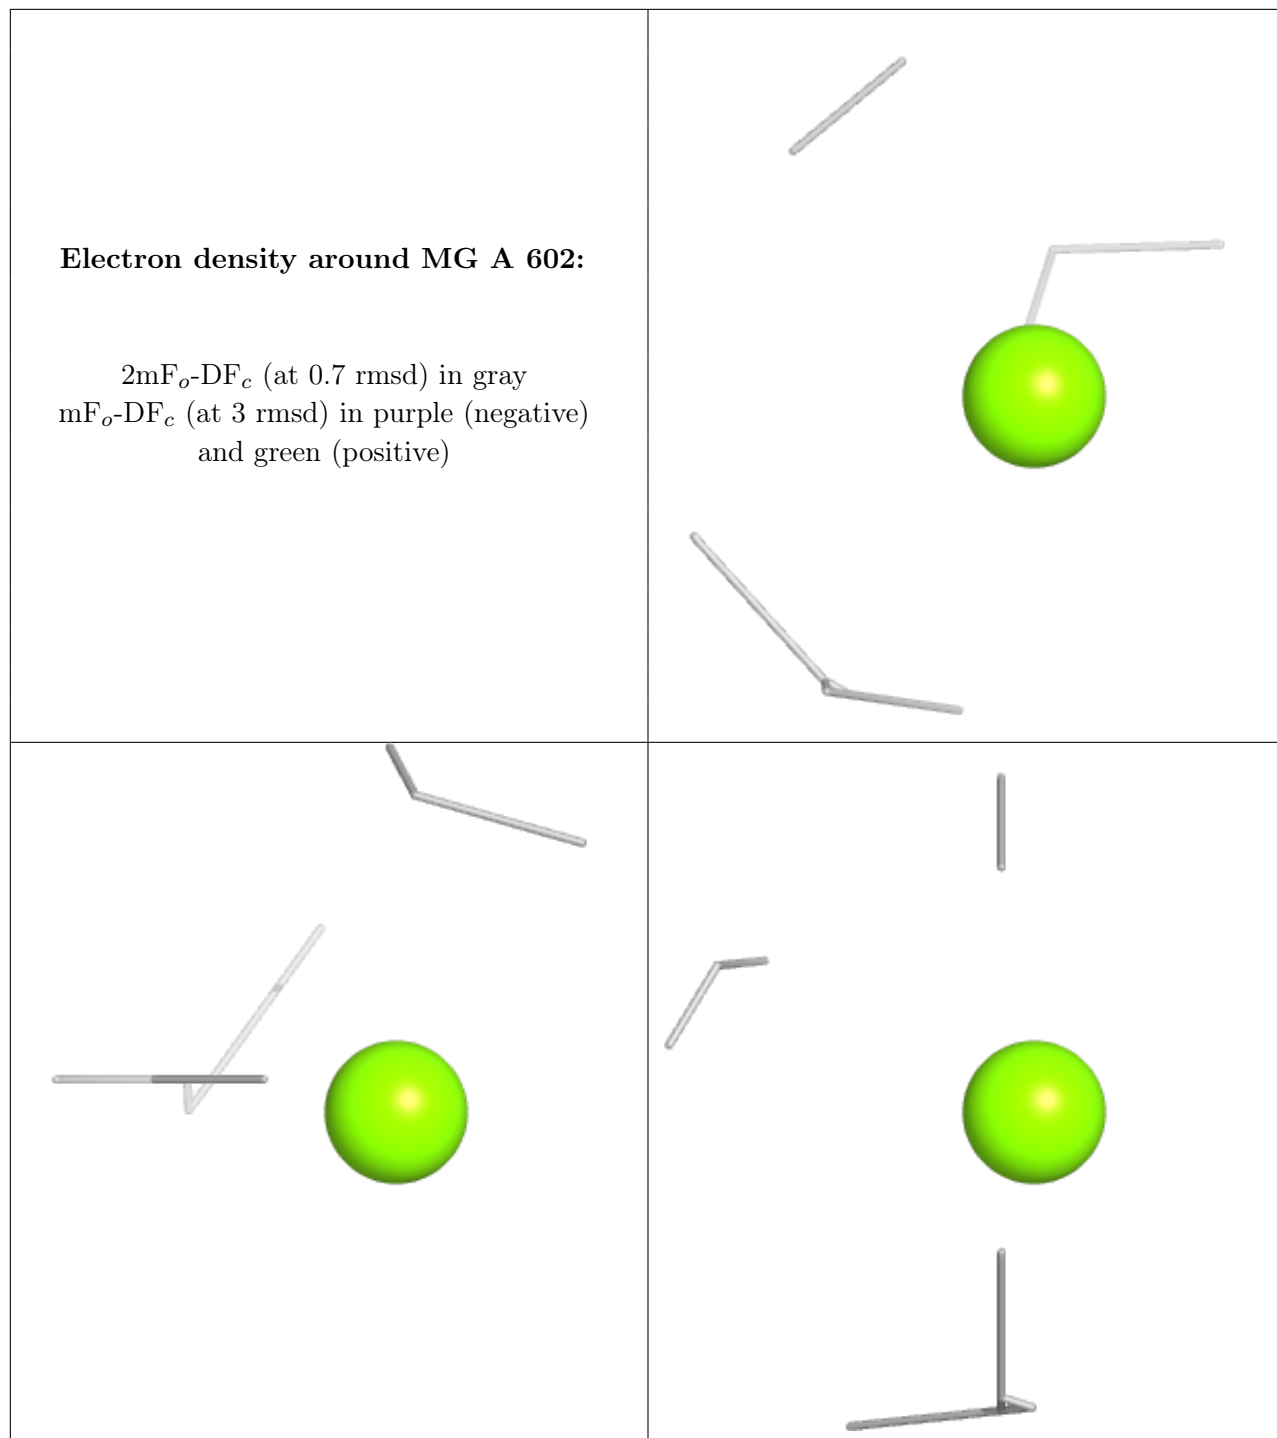 Electron density around MG A 602:
2mFo-DFc (at 0.7 rmsd) in gray
mFo-DFc (at 3 rmsd) in purple (negative)
and green (positive)